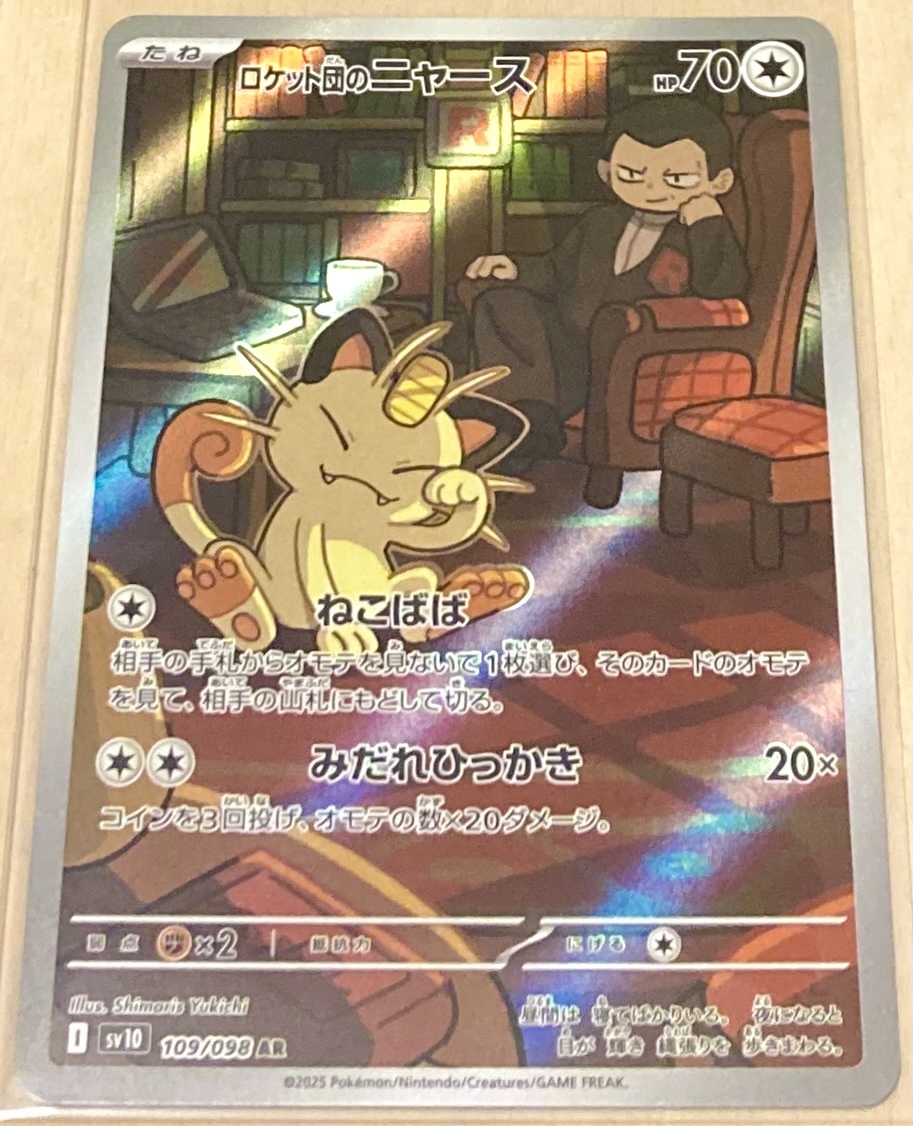 たね
ロケット団のニャース HP70
R
ねこばば
相手の手札からオモテを見ないで1枚選び、そのカードのオモテ
を見て、相手の山札にもどして切る。
みだれひっかき 20×
コインを3回投げ、オモテの数×20ダメージ。
弱点 ×2 抵抗力 にげる
Illus. Shimaris Yukichi
昼間は 寝てばかりいる。 夜になると
目が 輝き 縄張りを 歩きまわる。
I sv10 109/098 AR
©2025 Pokémon/Nintendo/Creatures/GAME FREAK.